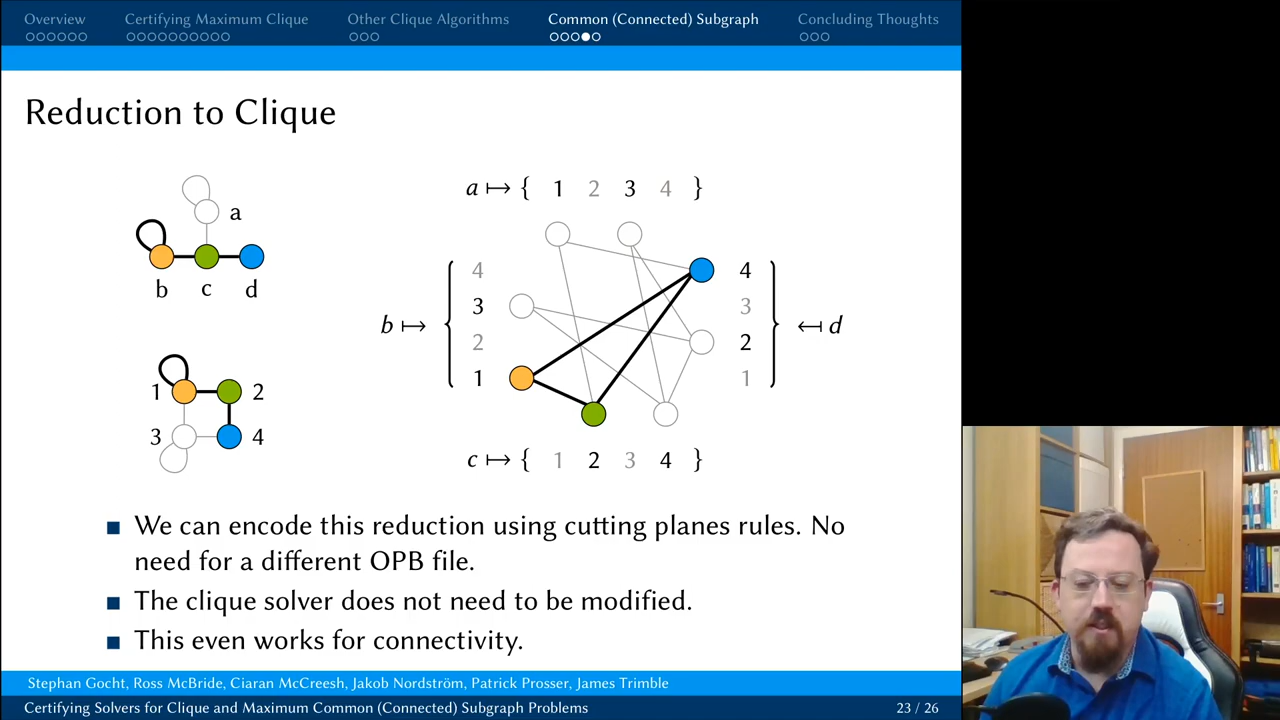 Overview Certifying Maximum Clique Other Clique Algorithms Common (Connected) Subgraph Concluding Thoughts
Reduction to Clique
a
b c d
1 2
3 4
a ↦ { 1 2 3 4 }
b ↦ { 4 3 2 1
4 3 2 1 } ↤ d
c ↦ { 1 2 3 4 }
We can encode this reduction using cutting planes rules. No
need for a different OPB file.
The clique solver does not need to be modified.
This even works for connectivity.
Stephan Gocht, Ross McBride, Ciaran McCreesh, Jakob Nordström, Patrick Prosser, James Trimble
Certifying Solvers for Clique and Maximum Common (Connected) Subgraph Problems 23 / 26